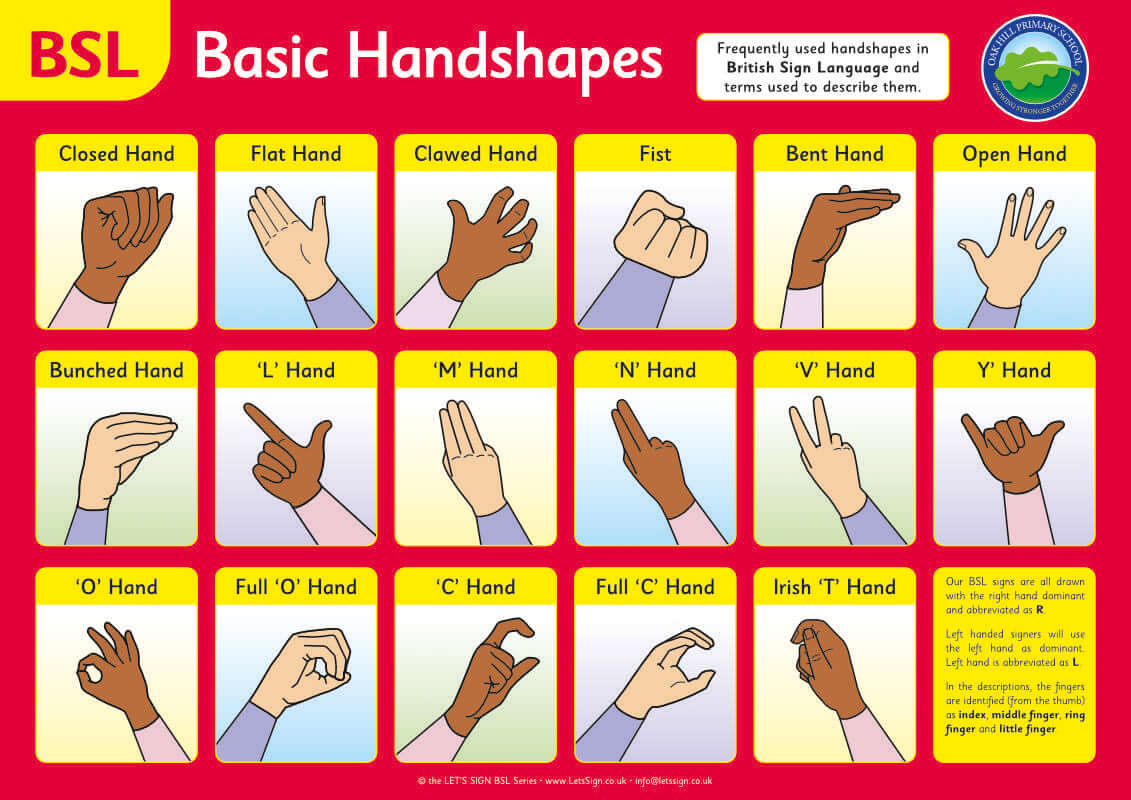 BSL Basic Handshapes
Frequently used handshapes in
British Sign Language and
terms used to describe them.
OAK HILL PRIMARY SCHOOL
GROWING STRONGER TOGETHER
Closed Hand
Flat Hand
Clawed Hand
Fist
Bent Hand
Open Hand
Bunched Hand
‘L’ Hand
‘M’ Hand
‘N’ Hand
‘V’ Hand
Y’ Hand
‘O’ Hand
Full ‘O’ Hand
‘C’ Hand
Full ‘C’ Hand
Irish ‘T’ Hand
Our BSL signs are all drawn
with the right hand dominant
and abbreviated as R.
Left handed signers will use
the left hand as dominant.
Left hand is abbreviated as L.
In the descriptions, the fingers
are identified (from the thumb)
as index, middle finger, ring
finger and little finger.
© the LET'S SIGN BSL Series • www.LetsSign.co.uk • info@letssign.co.uk